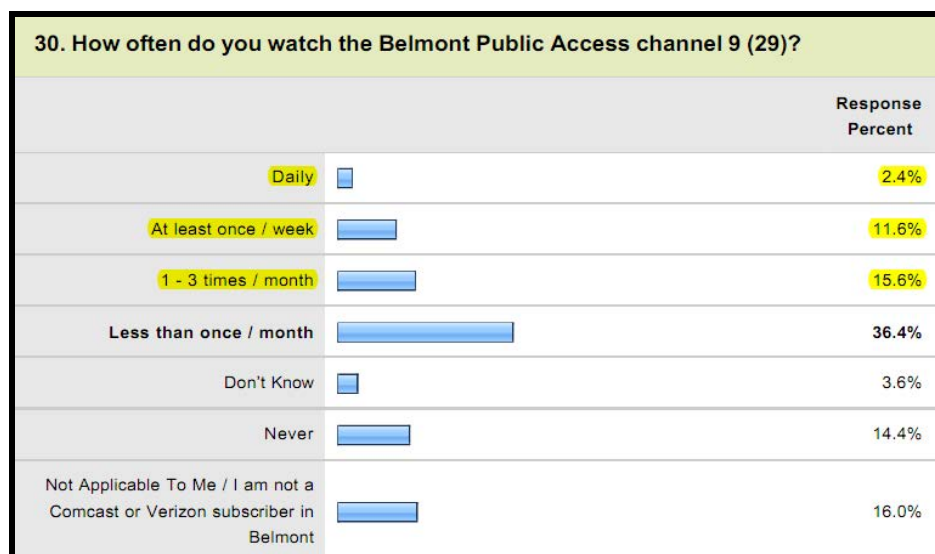 30. How often do you watch the Belmont Public Access channel 9 (29)?
Response
Percent
Daily 2.4%
At least once / week 11.6%
1 - 3 times / month 15.6%
Less than once / month 36.4%
Don't Know 3.6%
Never 14.4%
Not Applicable To Me / I am not a
Comcast or Verizon subscriber in 16.0%
Belmont